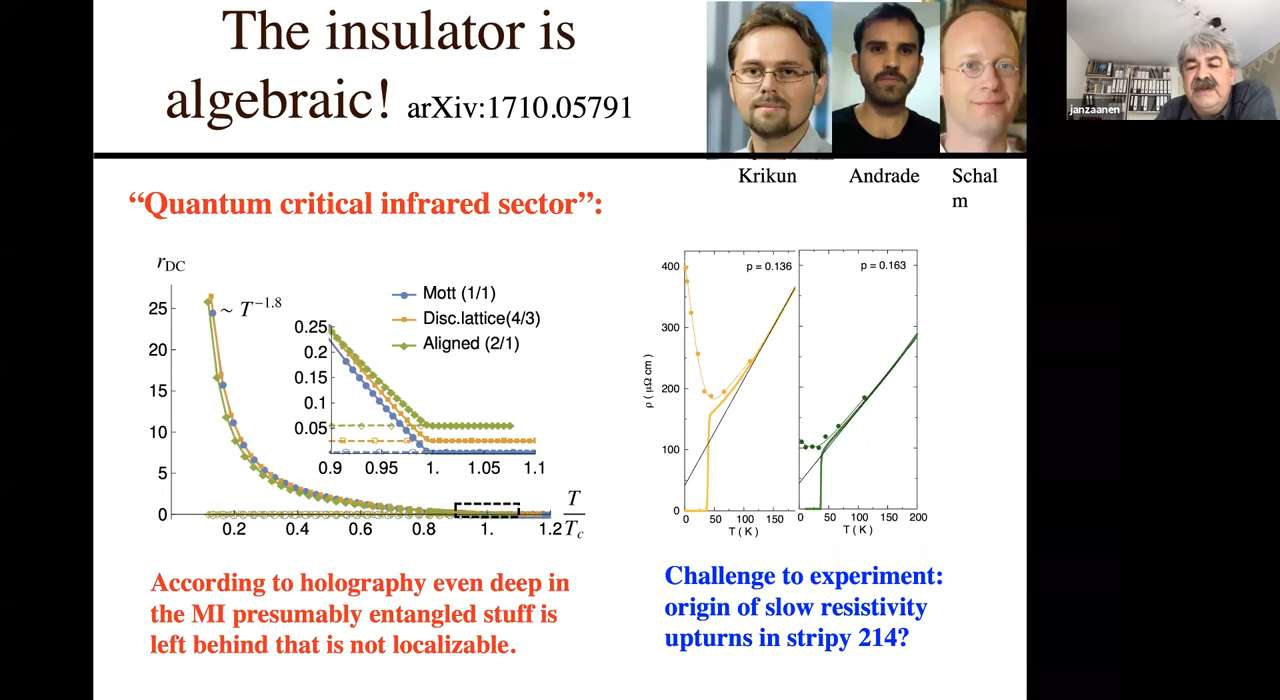 The insulator is
algebraic! arXiv:1710.05791
janzaanen
Krikun
Andrade
Schal
m
“Quantum critical infrared sector”:
r_DC
25
20
15
10
5
0
~ T^-1.8
Mott (1/1)
Disc.lattice(4/3)
Aligned (2/1)
0.25
0.2
0.15
0.1
0.05
0.9 0.95 1. 1.05 1.1
0.2 0.4 0.6 0.8 1. 1.2
T
T_c
p = 0.136
p = 0.163
400
300
200
100
0
ρ ( μΩ cm )
0 50 100 150
0 50 100 150 200
T ( K )
T ( K )
According to holography even deep in
the MI presumably entangled stuff is
left behind that is not localizable.
Challenge to experiment:
origin of slow resistivity
upturns in stripy 214?